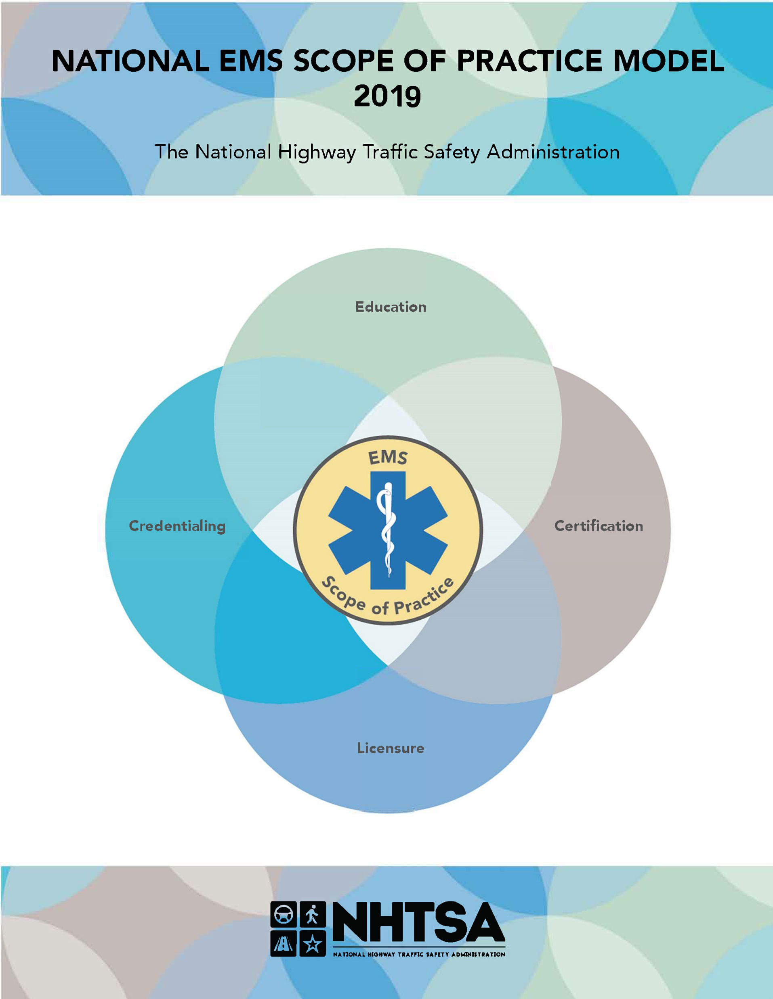 NATIONAL EMS SCOPE OF PRACTICE MODEL
2019
The National Highway Traffic Safety Administration
Education
EMS
Credentialing
Certification
Scope of Practice
Licensure
NHTSA
NATIONAL HIGHWAY TRAFFIC SAFETY ADMINISTRATION